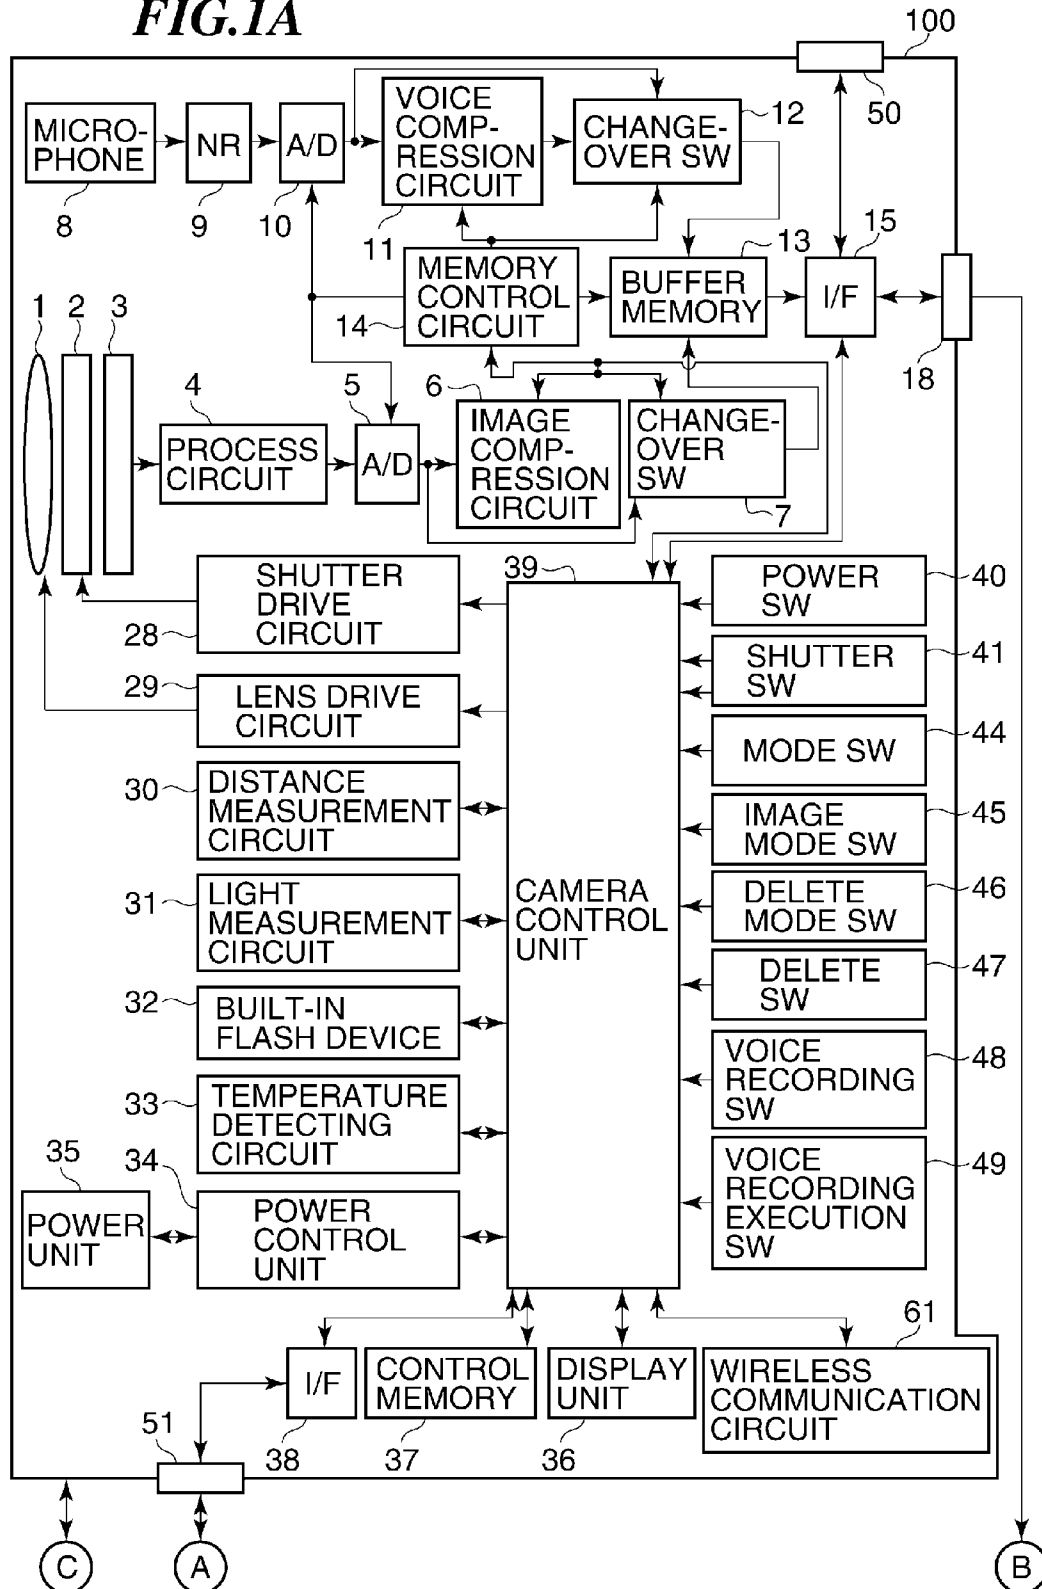 FIG.1A
100
50
MICRO-
PHONE
8
NR
9
A/D
10
VOICE
COMP-
RESSION
CIRCUIT
11
CHANGE-
OVER SW
12
MEMORY
CONTROL
CIRCUIT
14
BUFFER
MEMORY
13
I/F
15
18
1
2
3
PROCESS
CIRCUIT
4
A/D
5
IMAGE
COMP-
RESSION
CIRCUIT
6
CHANGE-
OVER
SW
7
SHUTTER
DRIVE
CIRCUIT
28
LENS DRIVE
CIRCUIT
29
DISTANCE
MEASUREMENT
CIRCUIT
30
LIGHT
MEASUREMENT
CIRCUIT
31
BUILT-IN
FLASH DEVICE
32
TEMPERATURE
DETECTING
CIRCUIT
33
POWER
CONTROL
UNIT
34
POWER
UNIT
35
CAMERA
CONTROL
UNIT
39
POWER
SW
40
SHUTTER
SW
41
MODE SW
44
IMAGE
MODE SW
45
DELETE
MODE SW
46
DELETE
SW
47
VOICE
RECORDING
SW
48
VOICE
RECORDING
EXECUTION
SW
49
I/F
38
CONTROL
MEMORY
37
DISPLAY
UNIT
36
WIRELESS
COMMUNICATION
CIRCUIT
61
51
C
A
B